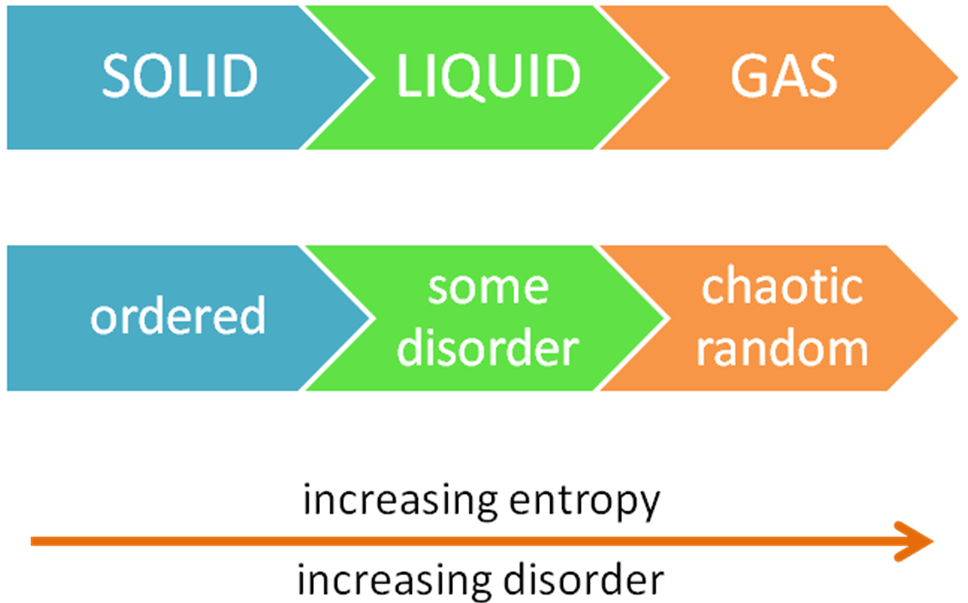 SOLID LIQUID GAS
ordered some disorder chaotic random
increasing entropy
increasing disorder